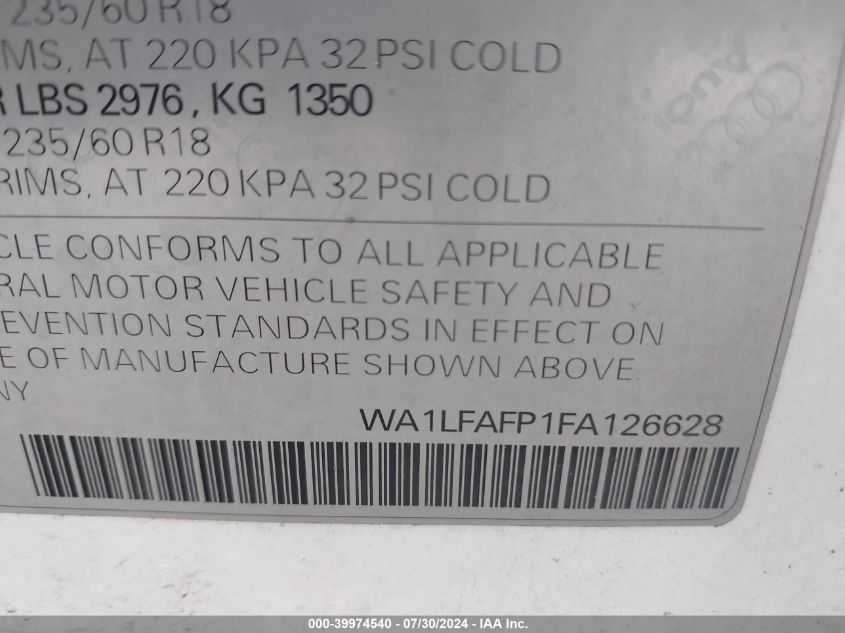 235/60 R18
RIMS, AT 220 KPA 32 PSI COLD
R LBS 2976, KG 1350
235/60 R18
RIMS, AT 220 KPA 32 PSI COLD
Audi
CLE CONFORMS TO ALL APPLICABLE
RAL MOTOR VEHICLE SAFETY AND
EVENTION STANDARDS IN EFFECT ON
E OF MANUFACTURE SHOWN ABOVE.
NY
WA1LFAFP1FA126628
000-39974540 - 07/30/2024 - IAA Inc.